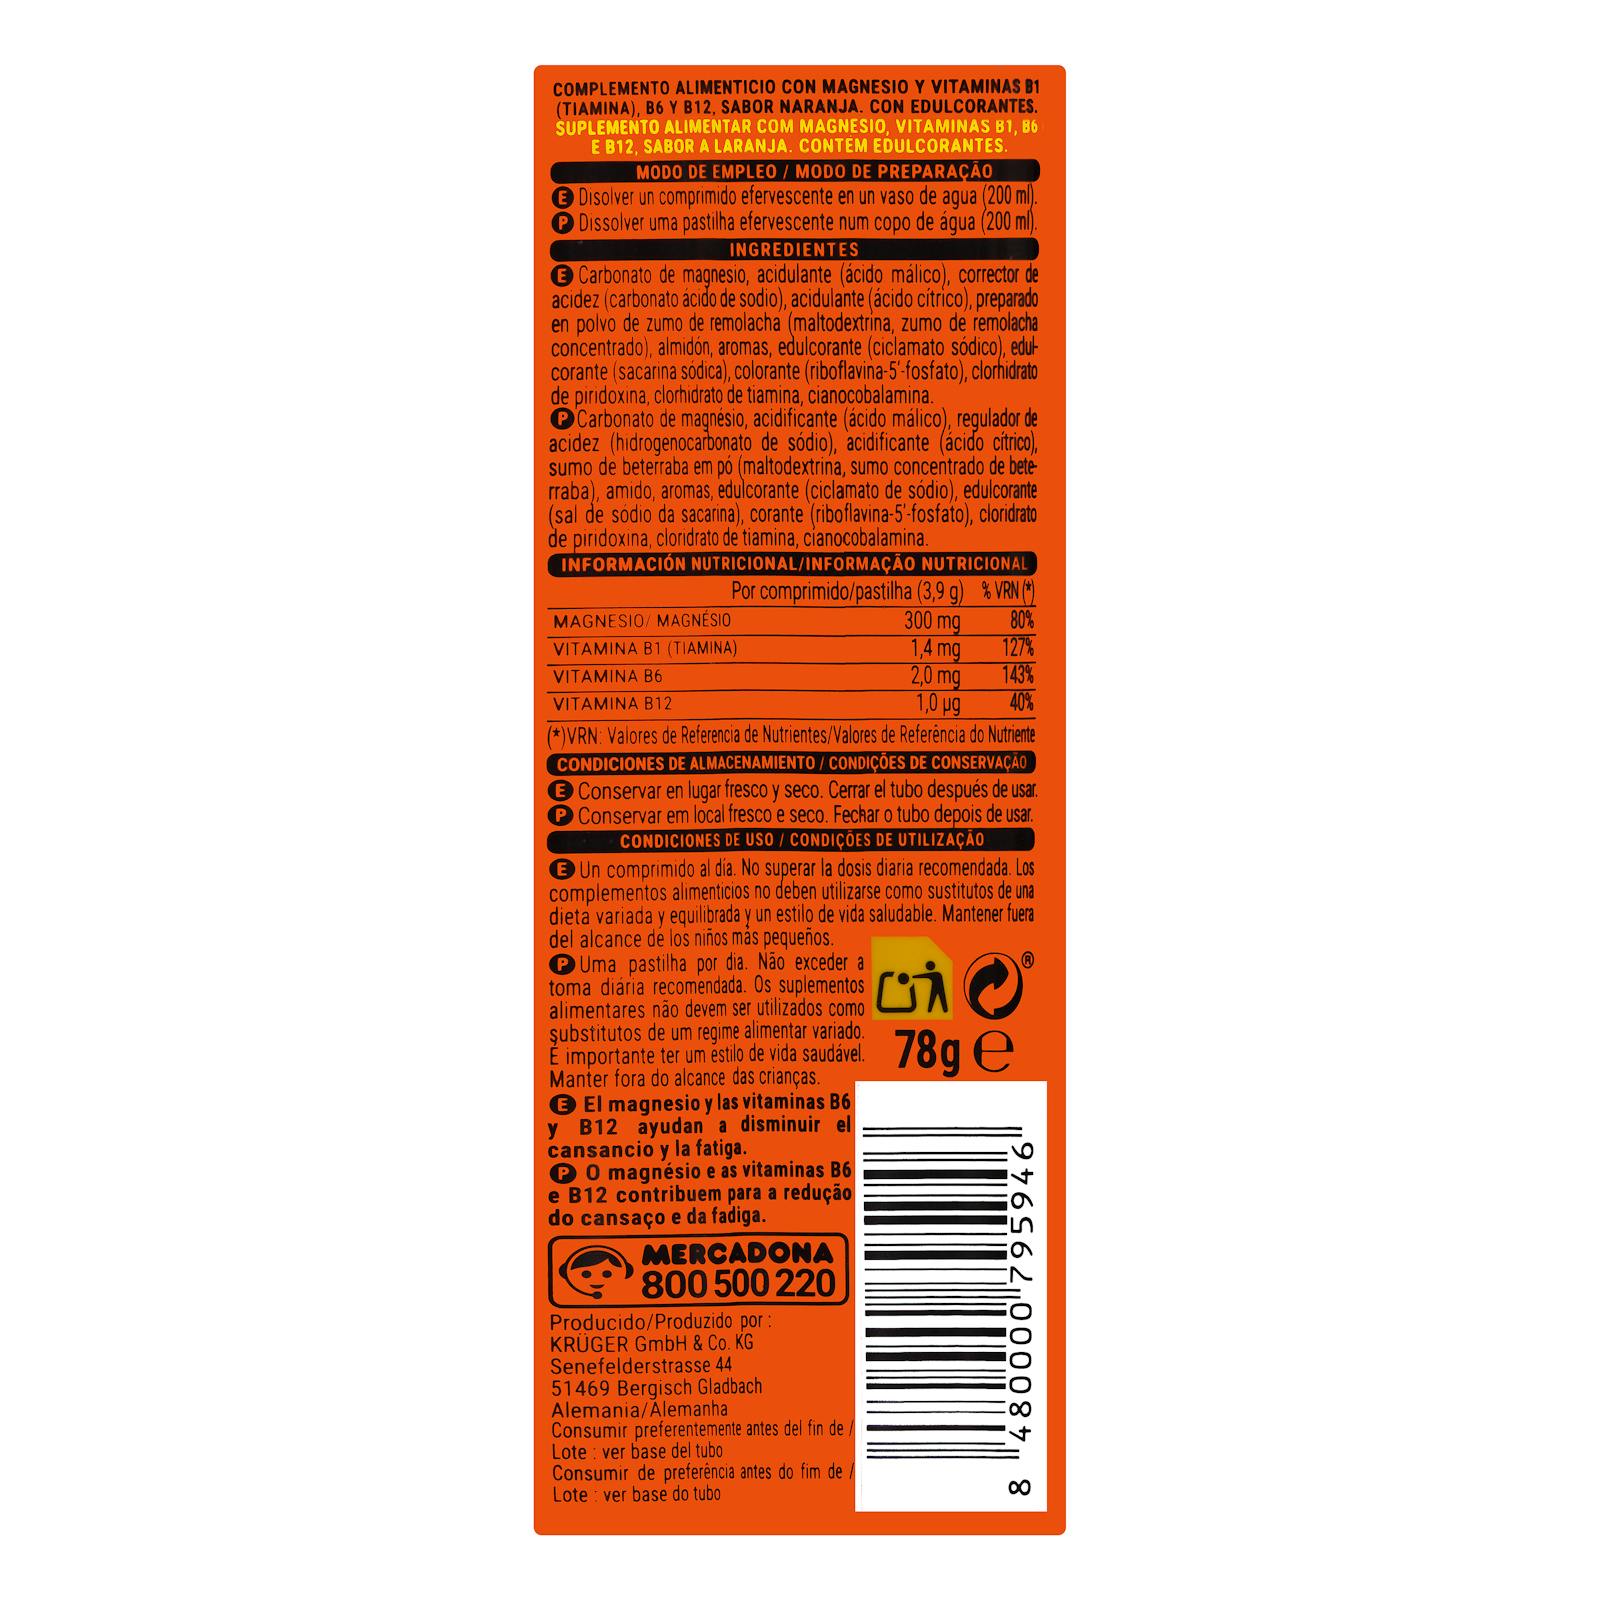 COMPLEMENTO ALIMENTICIO CON MAGNESIO Y VITAMINAS B1
(TIAMINA), B6 Y B12, SABOR NARANJA. CON EDULCORANTES.
SUPLEMENTO ALIMENTAR COM MAGNÉSIO, VITAMINAS B1, B6
E B12, SABOR A LARANJA. CONTÉM EDULCORANTES.
MODO DE EMPLEO / MODO DE PREPARAÇÃO
E Disolver un comprimido efervescente en un vaso de agua (200 ml).
P Dissolver uma pastilha efervescente num copo de água (200 ml).
INGREDIENTES
E Carbonato de magnesio, acidulante (ácido málico), corrector de
acidez (carbonato ácido de sodio), acidulante (ácido cítrico), preparado
en polvo de zumo de remolacha (maltodextrina, zumo de remolacha
concentrado), almidón, aromas, edulcorante (ciclamato sódico), edul-
corante (sacarina sódica), colorante (riboflavina-5'-fosfato), clorhidrato
de piridoxina, clorhidrato de tiamina, cianocobalamina.
P Carbonato de magnésio, acidificante (ácido málico), regulador de
acidez (hidrogenocarbonato de sódio), acidificante (ácido cítrico),
sumo de beterraba em pó (maltodextrina, sumo concentrado de bete-
rraba), amido, aromas, edulcorante (ciclamato de sódio), edulcorante
(sal de sódio da sacarina), corante (riboflavina-5'-fosfato), cloridrato
de piridoxina, cloridrato de tiamina, cianocobalamina.
INFORMACIÓN NUTRICIONAL/INFORMAÇÃO NUTRICIONAL
Por comprimido/pastilha (3,9 g) % VRN (*)
MAGNESIO/ MAGNÉSIO 300 mg 80%
VITAMINA B1 (TIAMINA) 1,4 mg 127%
VITAMINA B6 2,0 mg 143%
VITAMINA B12 1,0 µg 40%
(*)VRN: Valores de Referencia de Nutrientes/Valores de Referência do Nutriente
CONDICIONES DE ALMACENAMIENTO / CONDIÇÕES DE CONSERVAÇÃO
E Conservar en lugar fresco y seco. Cerrar el tubo después de usar.
P Conservar em local fresco e seco. Fechar o tubo depois de usar.
CONDICIONES DE USO / CONDIÇÕES DE UTILIZAÇÃO
E Un comprimido al día. No superar la dosis diaria recomendada. Los
complementos alimenticios no deben utilizarse como sustitutos de una
dieta variada y equilibrada y un estilo de vida saludable. Mantener fuera
del alcance de los niños más pequeños.
P Uma pastilha por dia. Não exceder a
toma diária recomendada. Os suplementos
alimentares não devem ser utilizados como
substitutos de um regime alimentar variado.
É importante ter um estilo de vida saudável.
Manter fora do alcance das crianças.
®
78g e
E El magnesio y las vitaminas B6
y B12 ayudan a disminuir el
cansancio y la fatiga.
P O magnésio e as vitaminas B6
e B12 contribuem para a redução
do cansaço e da fadiga.
MERCADONA
800 500 220
Producido/Produzido por :
KRÜGER GmbH & Co. KG
Senefelderstrasse 44
51469 Bergisch Gladbach
Alemania/Alemanha
Consumir preferentemente antes del fin de /
Lote : ver base del tubo
Consumir de preferência antes do fim de /
Lote : ver base do tubo
8 480000 795946